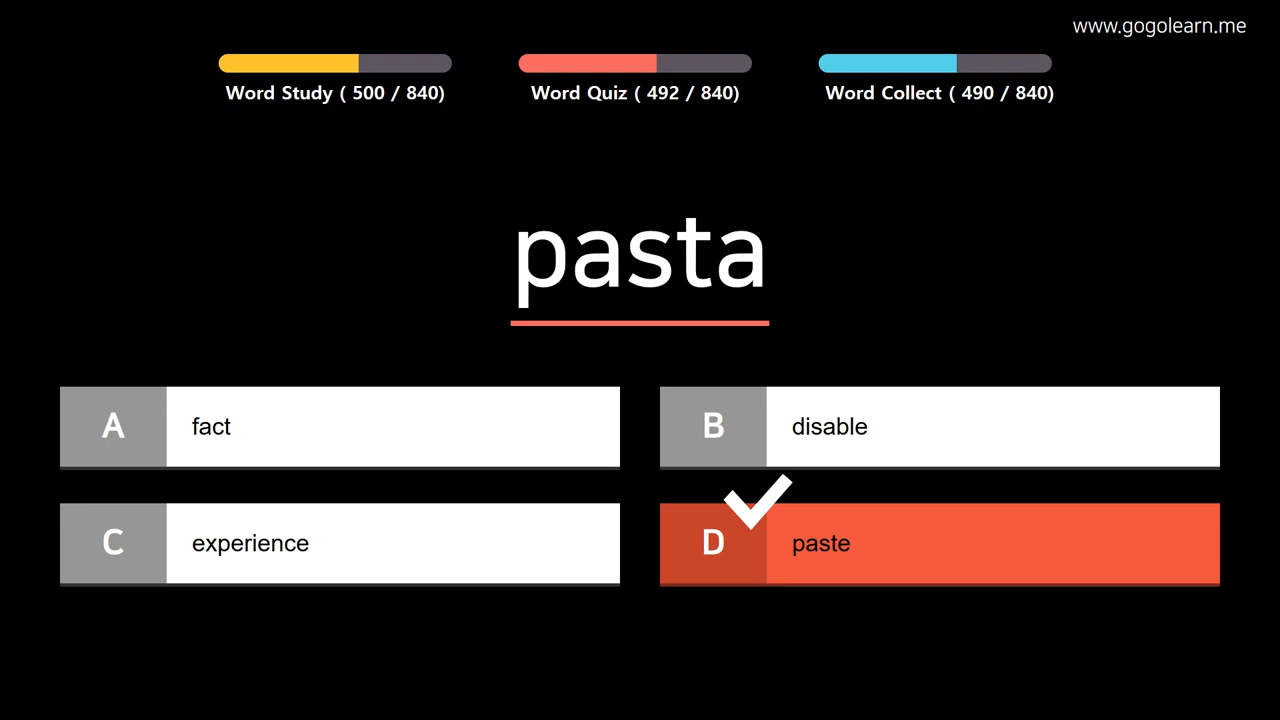 www.gogolearn.me
Word Study ( 500 / 840)
Word Quiz ( 492 / 840)
Word Collect ( 490 / 840)
pasta
A fact
B disable
C experience
D paste